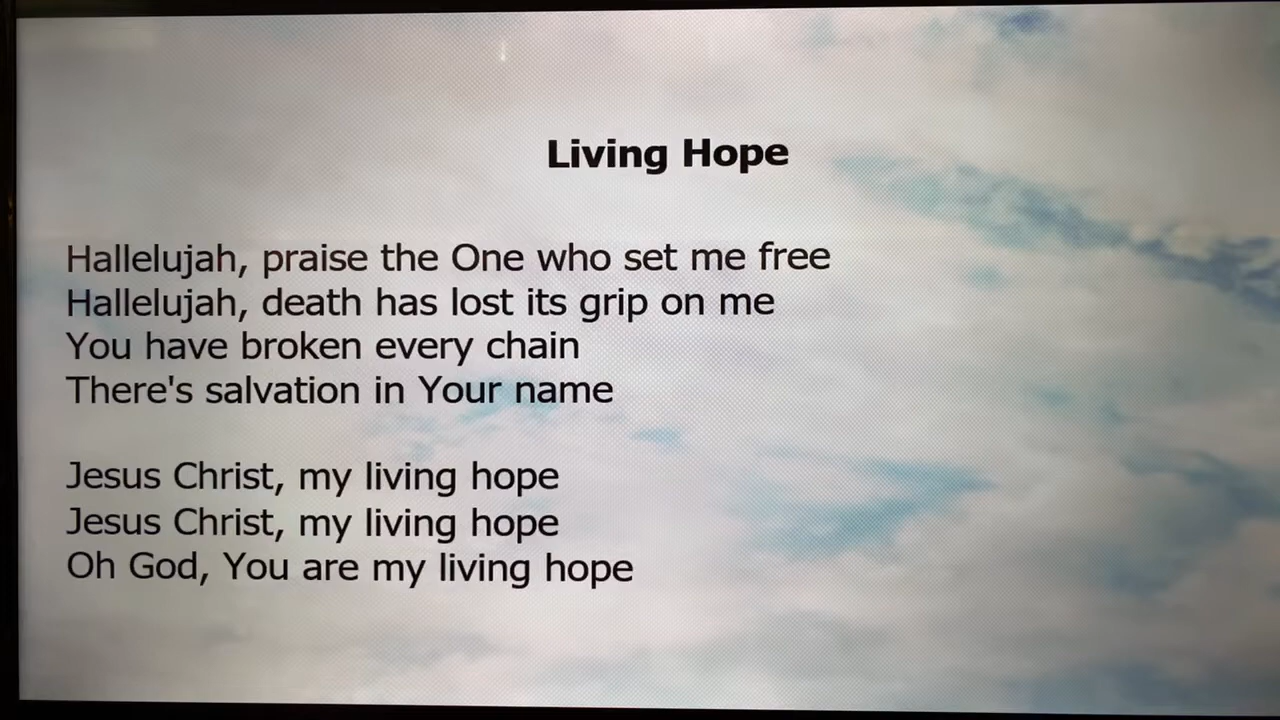 Living Hope
Hallelujah, praise the One who set me free
Hallelujah, death has lost its grip on me
You have broken every chain
There's salvation in Your name
Jesus Christ, my living hope
Jesus Christ, my living hope
Oh God, You are my living hope